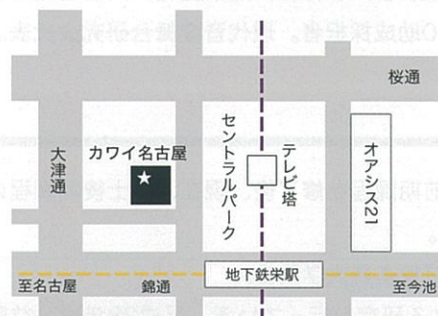 桜通
大津通
カワイ名古屋
セントラルパーク
テレビ塔
オアシス21
地下鉄栄駅
至名古屋
錦通
至今池